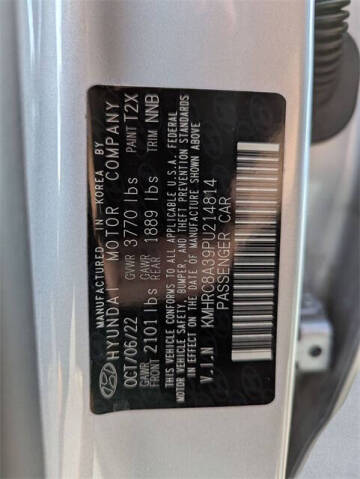 MANUFACTURED IN KOREA BY
HYUNDAI MOTOR COMPANY
OCT/06/22 GVWR 3770 lbs PAINT T2X
GAWR FRONT 2101 lbs GAWR REAR 1889 lbs TRIM NNB
THIS VEHICLE CONFORMS TO ALL APPLICABLE U.S.A. FEDERAL
MOTOR VEHICLE SAFETY, BUMPER, AND THEFT PREVENTION STANDARDS
IN EFFECT ON THE DATE OF MANUFACTURE SHOWN ABOVE
V.I.N KMHRC8A39PU214814
PASSENGER CAR